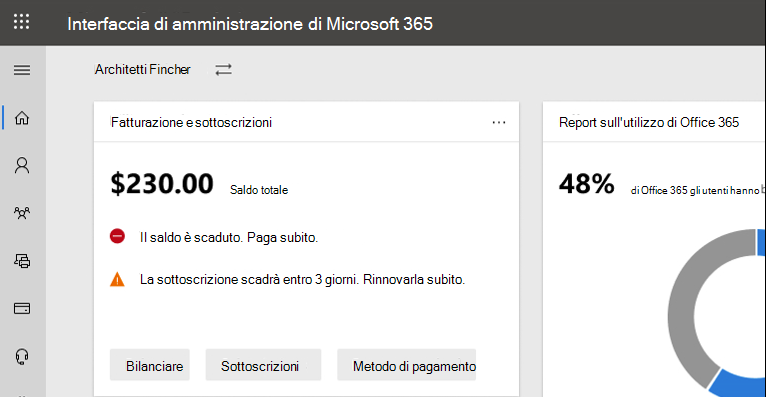 Interfaccia di amministrazione di Microsoft 365
Architetti Fincher
Fatturazione e sottoscrizioni
Report sull'utilizzo di Office 365
$230.00 Saldo totale
48% di Office 365 gli utenti hanno
Il saldo è scaduto. Paga subito.
La sottoscrizione scadrà entro 3 giorni. Rinnovarla subito.
Bilanciare
Sottoscrizioni
Metodo di pagamento